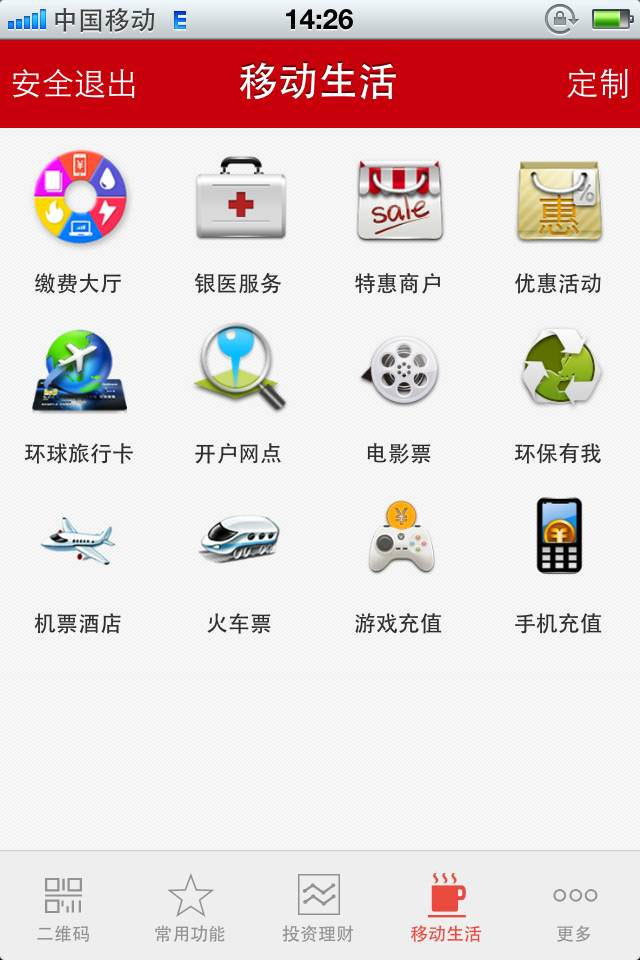 中国移动 E 14:26
安全退出 移动生活 定制
sale 惠 %
缴费大厅 银医服务 特惠商户 优惠活动
环球旅行卡 开户网点 电影票 环保有我
机票酒店 火车票 游戏充值 手机充值
二维码 常用功能 投资理财 移动生活 更多